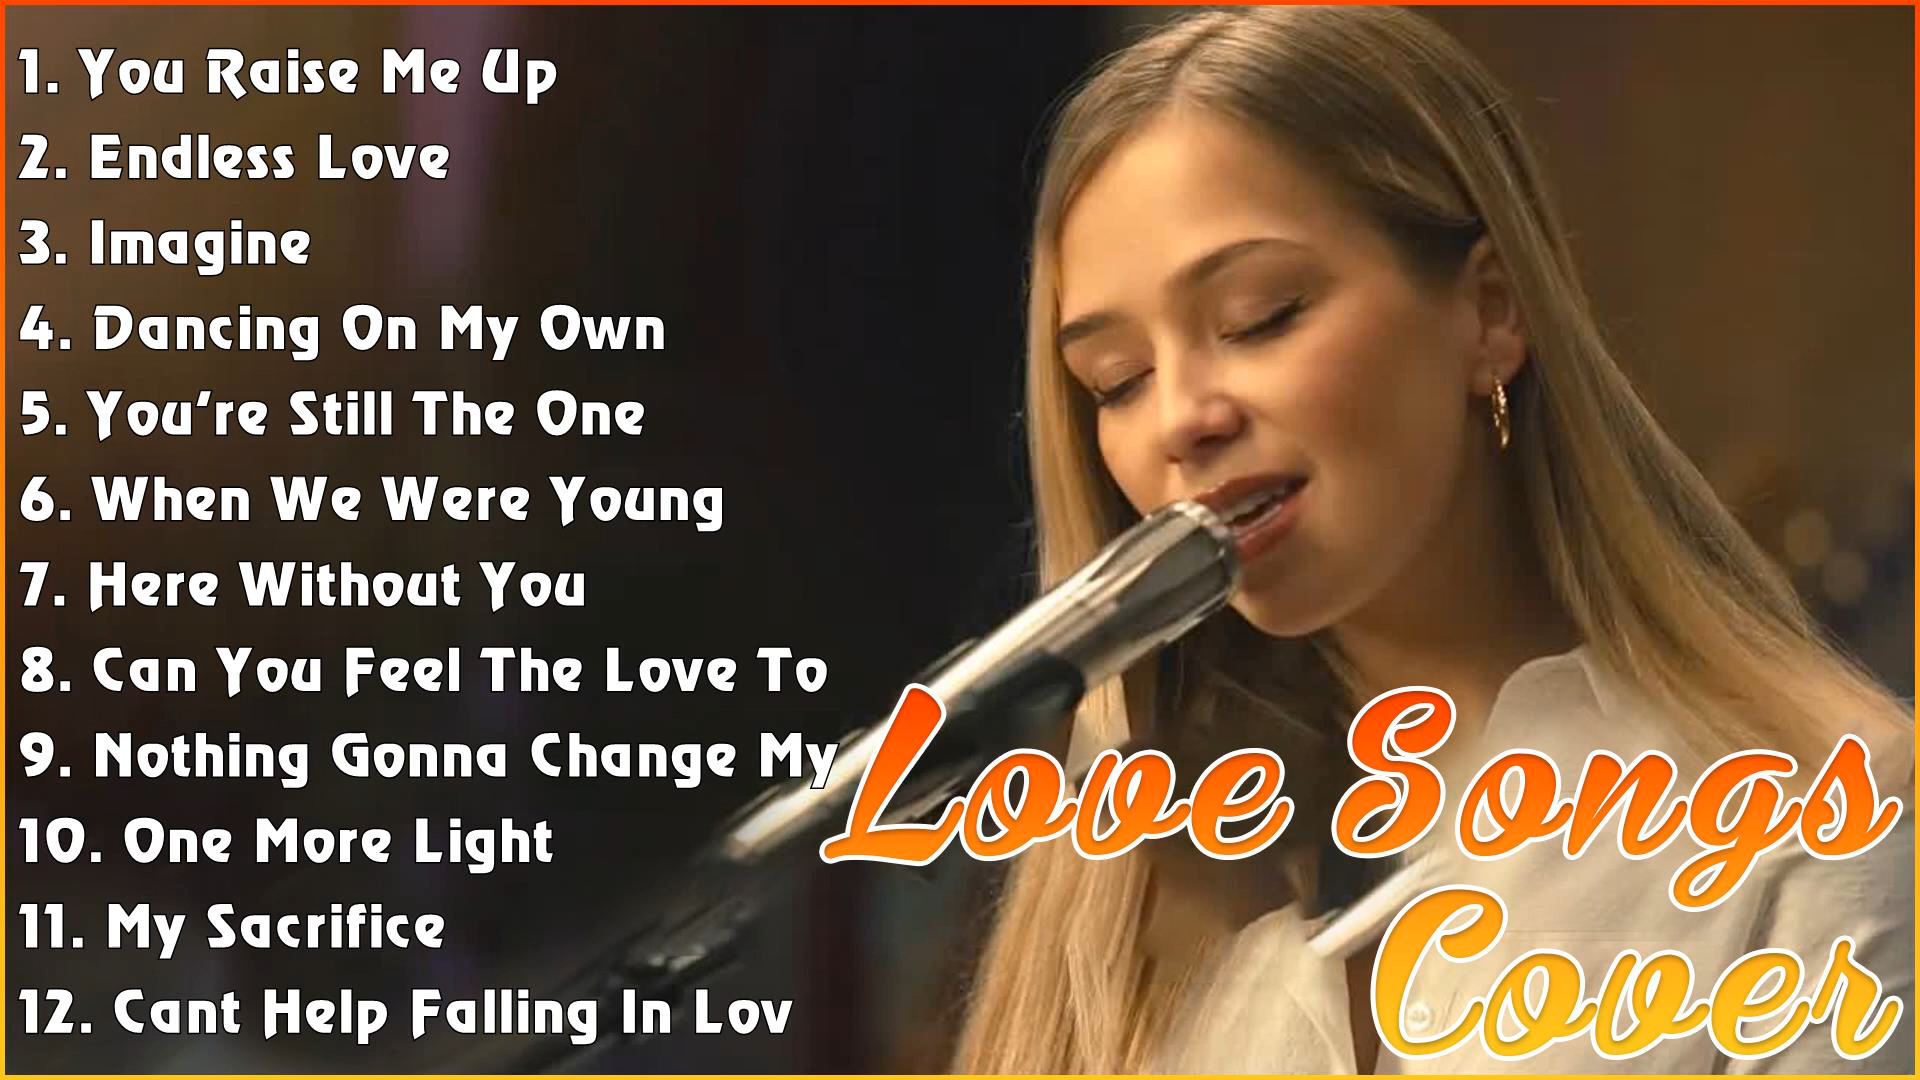 1. You Raise Me Up
2. Endless Love
3. Imagine
4. Dancing On My Own
5. You're Still The One
6. When We Were Young
7. Here Without You
8. Can You Feel The Love To
9. Nothing Gonna Change My
10. One More Light
11. My Sacrifice
12. Cant Help Falling In Lov
Love Songs
Cover